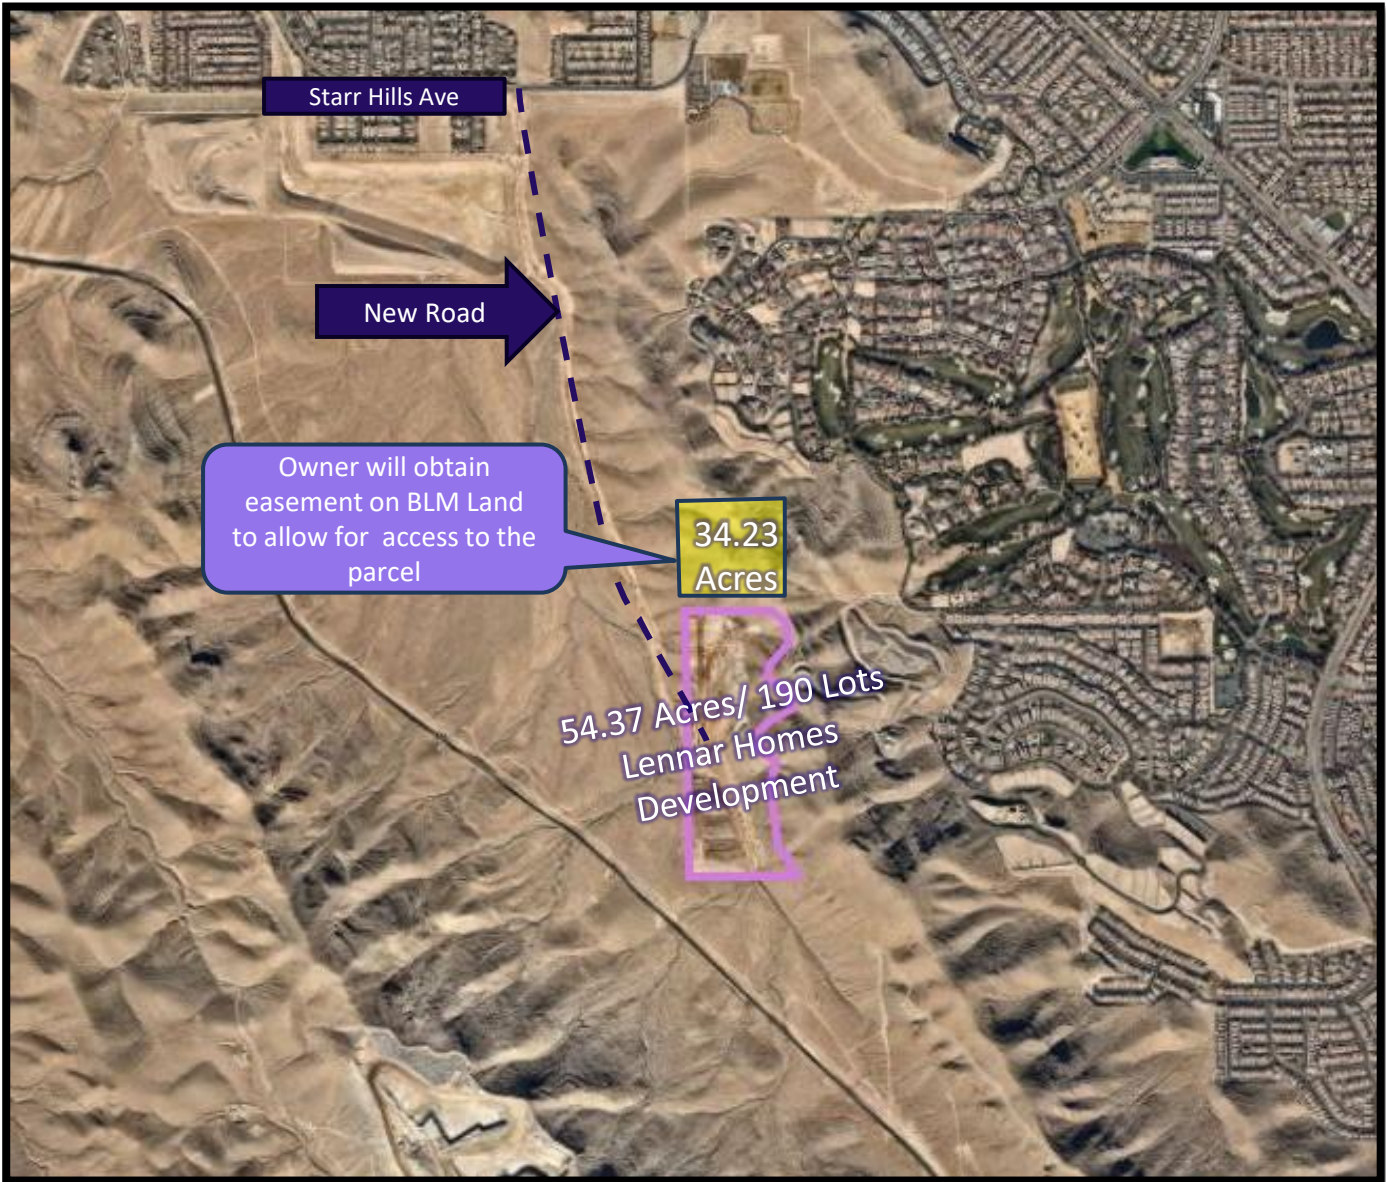 Starr Hills Ave
New Road
Owner will obtain
easement on BLM Land
to allow for access to the
parcel
34.23
Acres
54.37 Acres/ 190 Lots
Lennar Homes
Development